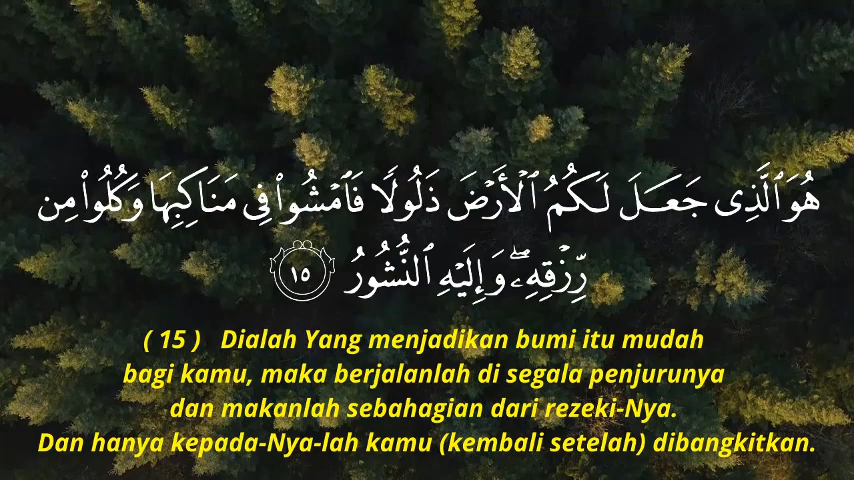 هُوَ ٱلَّذِى جَعَلَ لَكُمُ ٱلْأَرْضَ ذَلُولًا فَٱمْشُوا۟ فِى مَنَاكِبِهَا وَكُلُوا۟ مِن
رِّزْقِهِۦۖ وَإِلَيْهِ ٱلنُّشُورُ ١٥
( 15 ) Dialah Yang menjadikan bumi itu mudah
bagi kamu, maka berjalanlah di segala penjurunya
dan makanlah sebahagian dari rezeki-Nya.
Dan hanya kepada-Nya-lah kamu (kembali setelah) dibangkitkan.